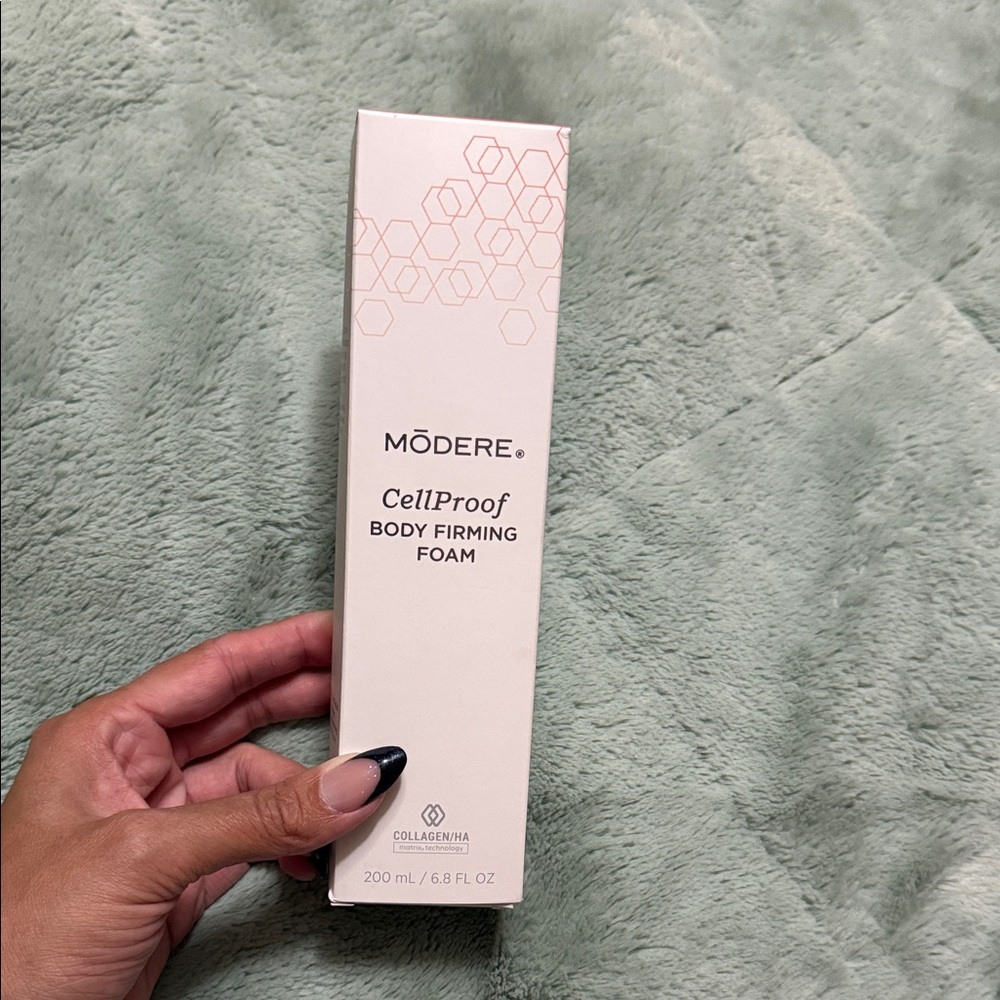 MŌDERE®
CellProof
BODY FIRMING
FOAM
COLLAGEN/HA
matrix technology
200 mL / 6.8 FL OZ